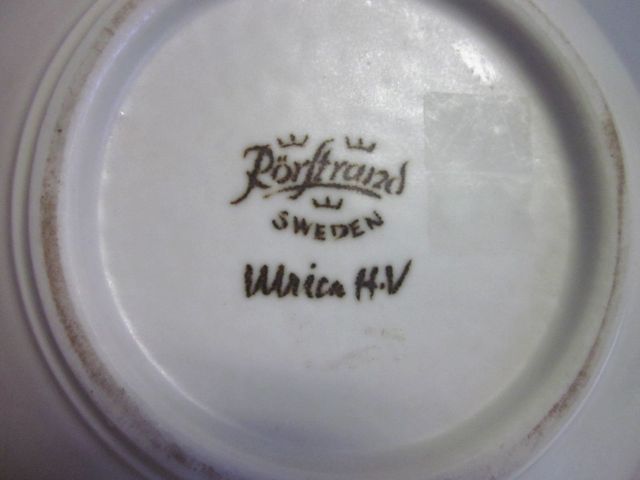 Rörstrand
SWEDEN
Ulrica H.V